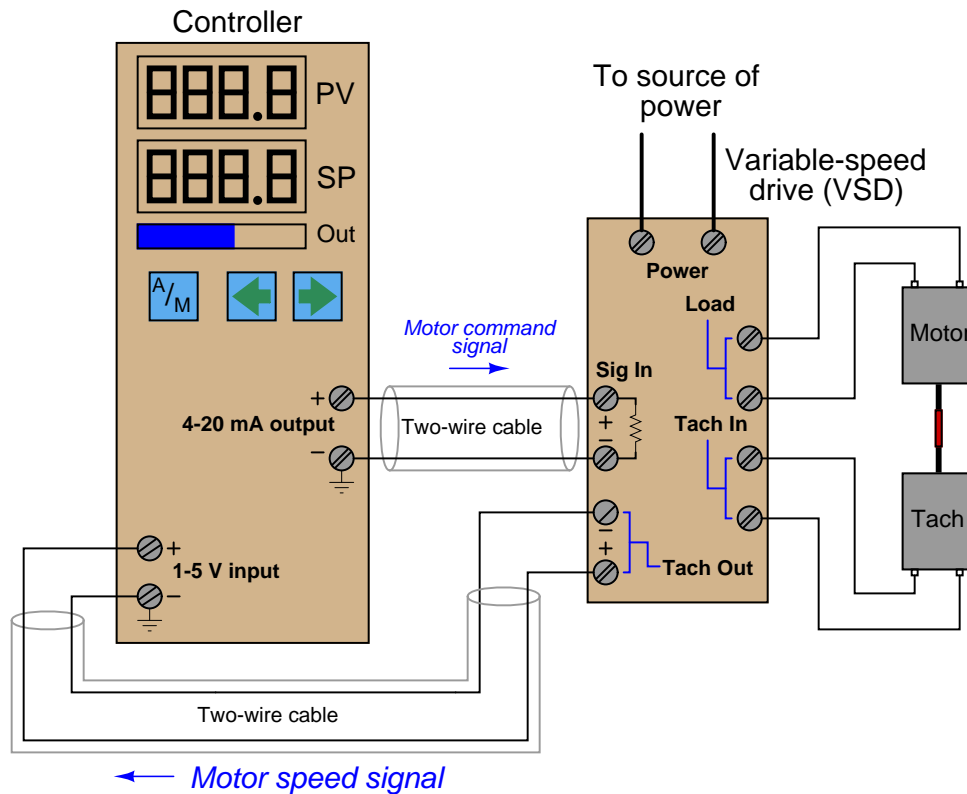 Controller
888.8 PV
888.8 SP
Out
A/M
To source of
power
Variable-speed
drive (VSD)
Power
Load
Motor
Motor command
signal
Sig In
+
4-20 mA output
−
Two-wire cable
+
−
Tach In
Tach
+
1-5 V input
−
−
+
Tach Out
Two-wire cable
Motor speed signal